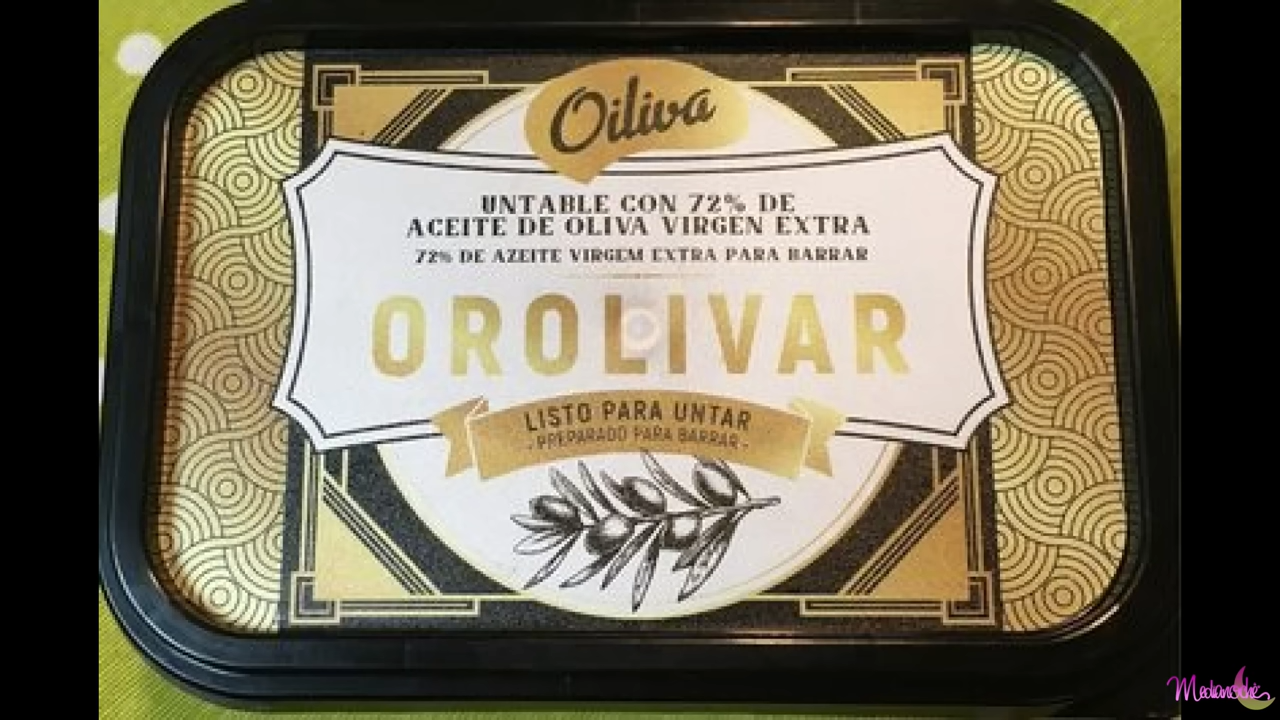 Oiliva
UNTABLE CON 72% DE
ACEITE DE OLIVA VIRGEN EXTRA
72% DE AZEITE VIRGEM EXTRA PARA BARRAR
OROLIVAR
LISTO PARA UNTAR
- PREPARADO PARA BARRAR -